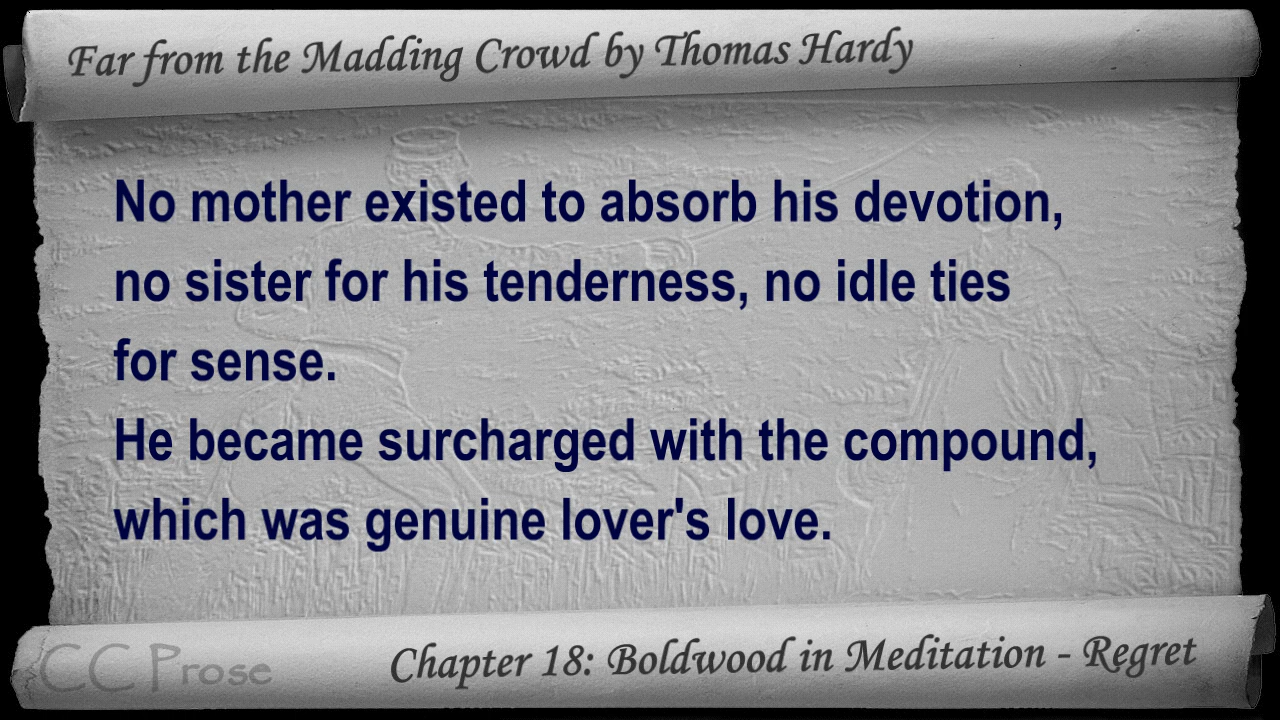 Far from the Madding Crowd by Thomas Hardy
No mother existed to absorb his devotion,
no sister for his tenderness, no idle ties
for sense.
He became surcharged with the compound,
which was genuine lover's love.
CC Prose
Chapter 18: Boldwood in Meditation - Regret